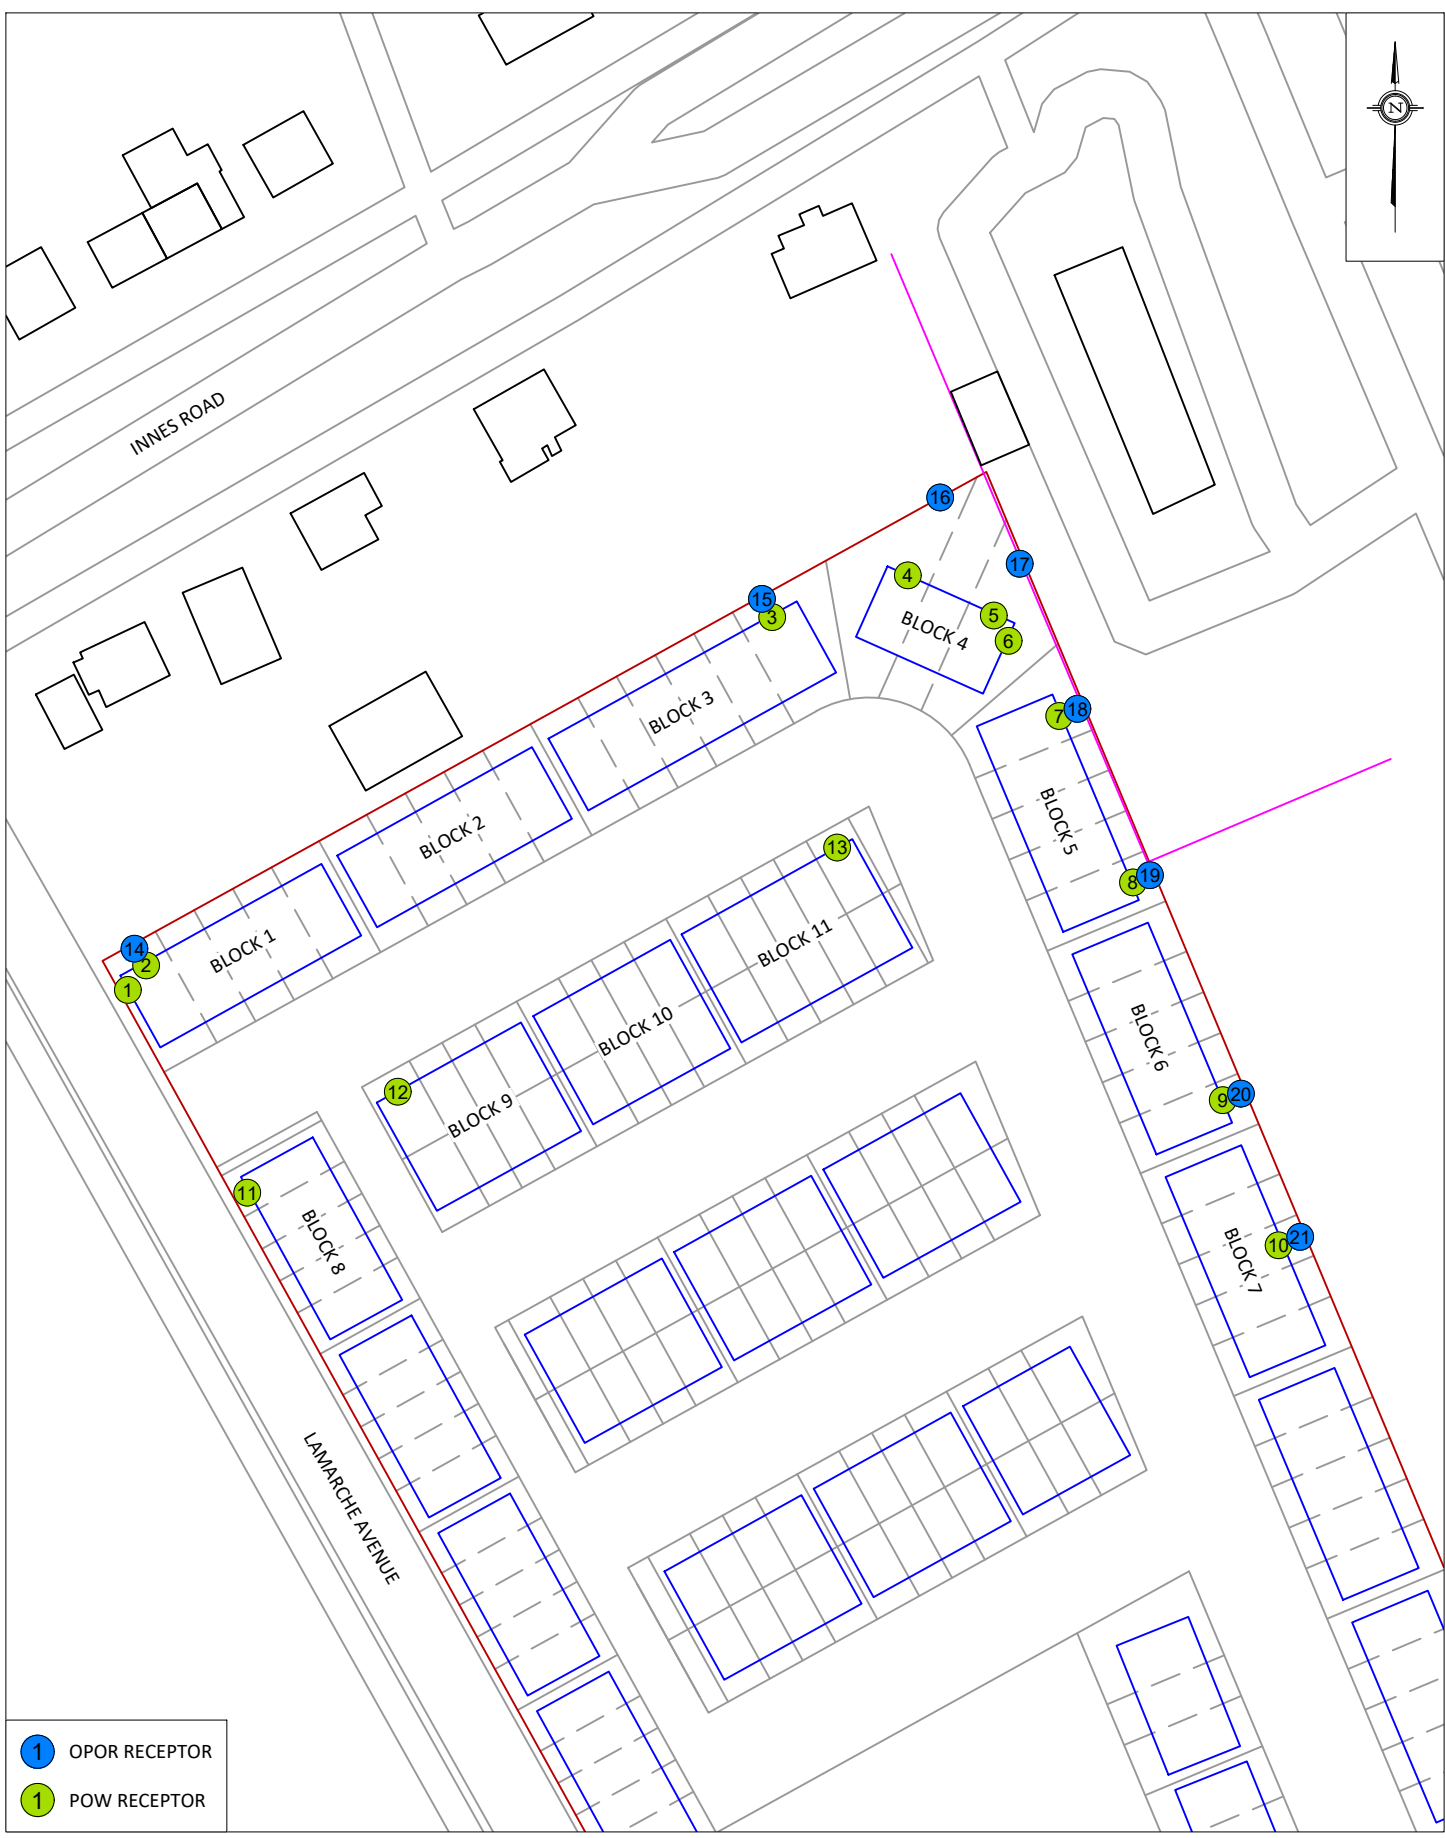 N
INNES ROAD
16
17
4
5
6
BLOCK 4
15
3
BLOCK 3
7
18
BLOCK 2
BLOCK 5
13
8
19
BLOCK 1
14
2
1
BLOCK 11
BLOCK 10
BLOCK 6
12
BLOCK 9
9
20
11
BLOCK 8
10
21
BLOCK 7
LAMARCHE AVENUE
1 OPOR RECEPTOR
1 POW RECEPTOR